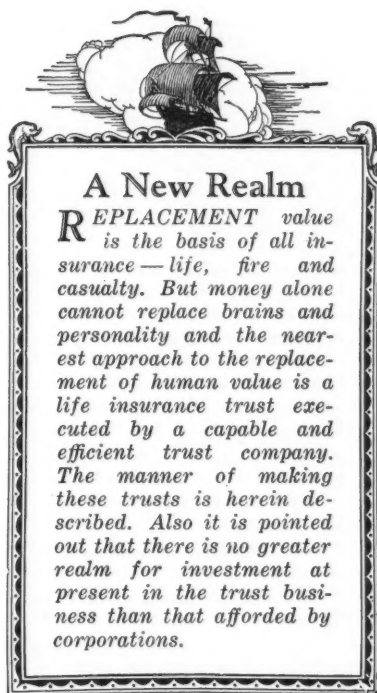 A New Realm
REPLACEMENT value
is the basis of all in-
surance — life, fire and
casualty. But money alone
cannot replace brains and
personality and the near-
est approach to the replace-
ment of human value is a
life insurance trust exe-
cuted by a capable and
efficient trust company.
The manner of making
these trusts is herein de-
scribed. Also it is pointed
out that there is no greater
realm for investment at
present in the trust busi-
ness than that afforded by
corporations.